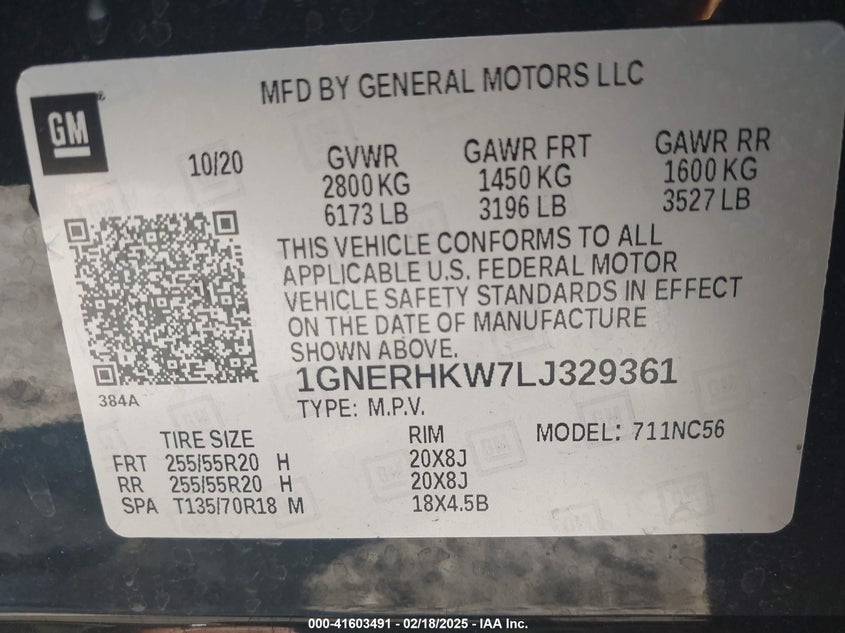 MFD BY GENERAL MOTORS LLC
GM
10/20
GVWR GAWR FRT GAWR RR
2800 KG 1450 KG 1600 KG
6173 LB 3196 LB 3527 LB
THIS VEHICLE CONFORMS TO ALL
APPLICABLE U.S. FEDERAL MOTOR
VEHICLE SAFETY STANDARDS IN EFFECT
ON THE DATE OF MANUFACTURE
SHOWN ABOVE.
1GNERHKW7LJ329361
384A
TYPE: M.P.V.
TIRE SIZE RIM MODEL: 711NC56
FRT 255/55R20 H 20X8J
RR 255/55R20 H 20X8J
SPA T135/70R18 M 18X4.5B
000-41603491 - 02/18/2025 - IAA Inc.